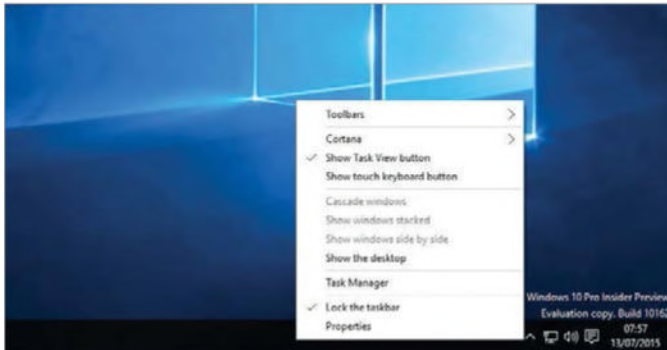 Toolbars
Cortana
Show Task View button
Show touch keyboard button
Cascade windows
Show windows stacked
Show windows side by side
Show the desktop
Task Manager
Lock the taskbar
Properties
Windows 10 Pro Insider Preview
Evaluation copy. Build 10162
07:57
13/07/2015